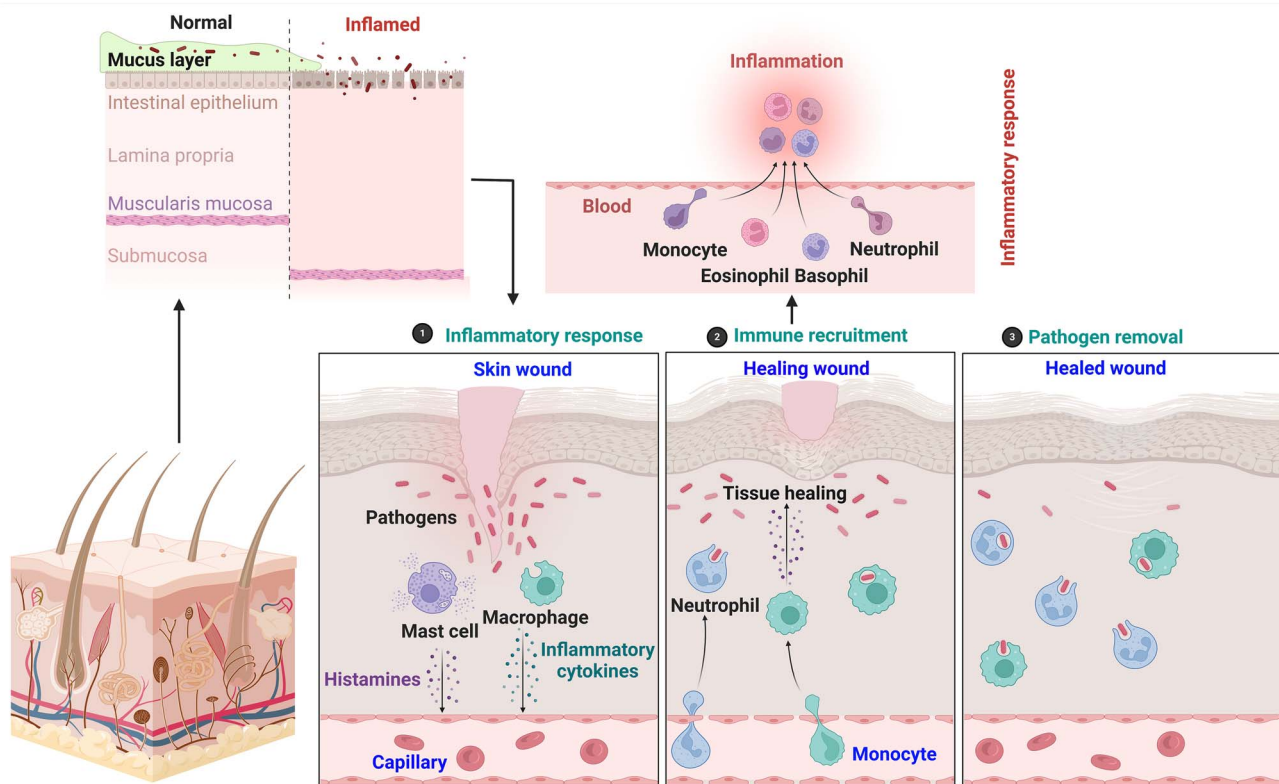 Normal
Inflamed
Mucus layer
Intestinal epithelium
Lamina propria
Muscularis mucosa
Submucosa
Inflammation
Blood
Monocyte
Neutrophil
Eosinophil Basophil
Inflammatory response
1 Inflammatory response
Skin wound
Pathogens
Mast cell
Macrophage
Histamines
Inflammatory
cytokines
Capillary
2 Immune recruitment
Healing wound
Tissue healing
Neutrophil
Monocyte
3 Pathogen removal
Healed wound